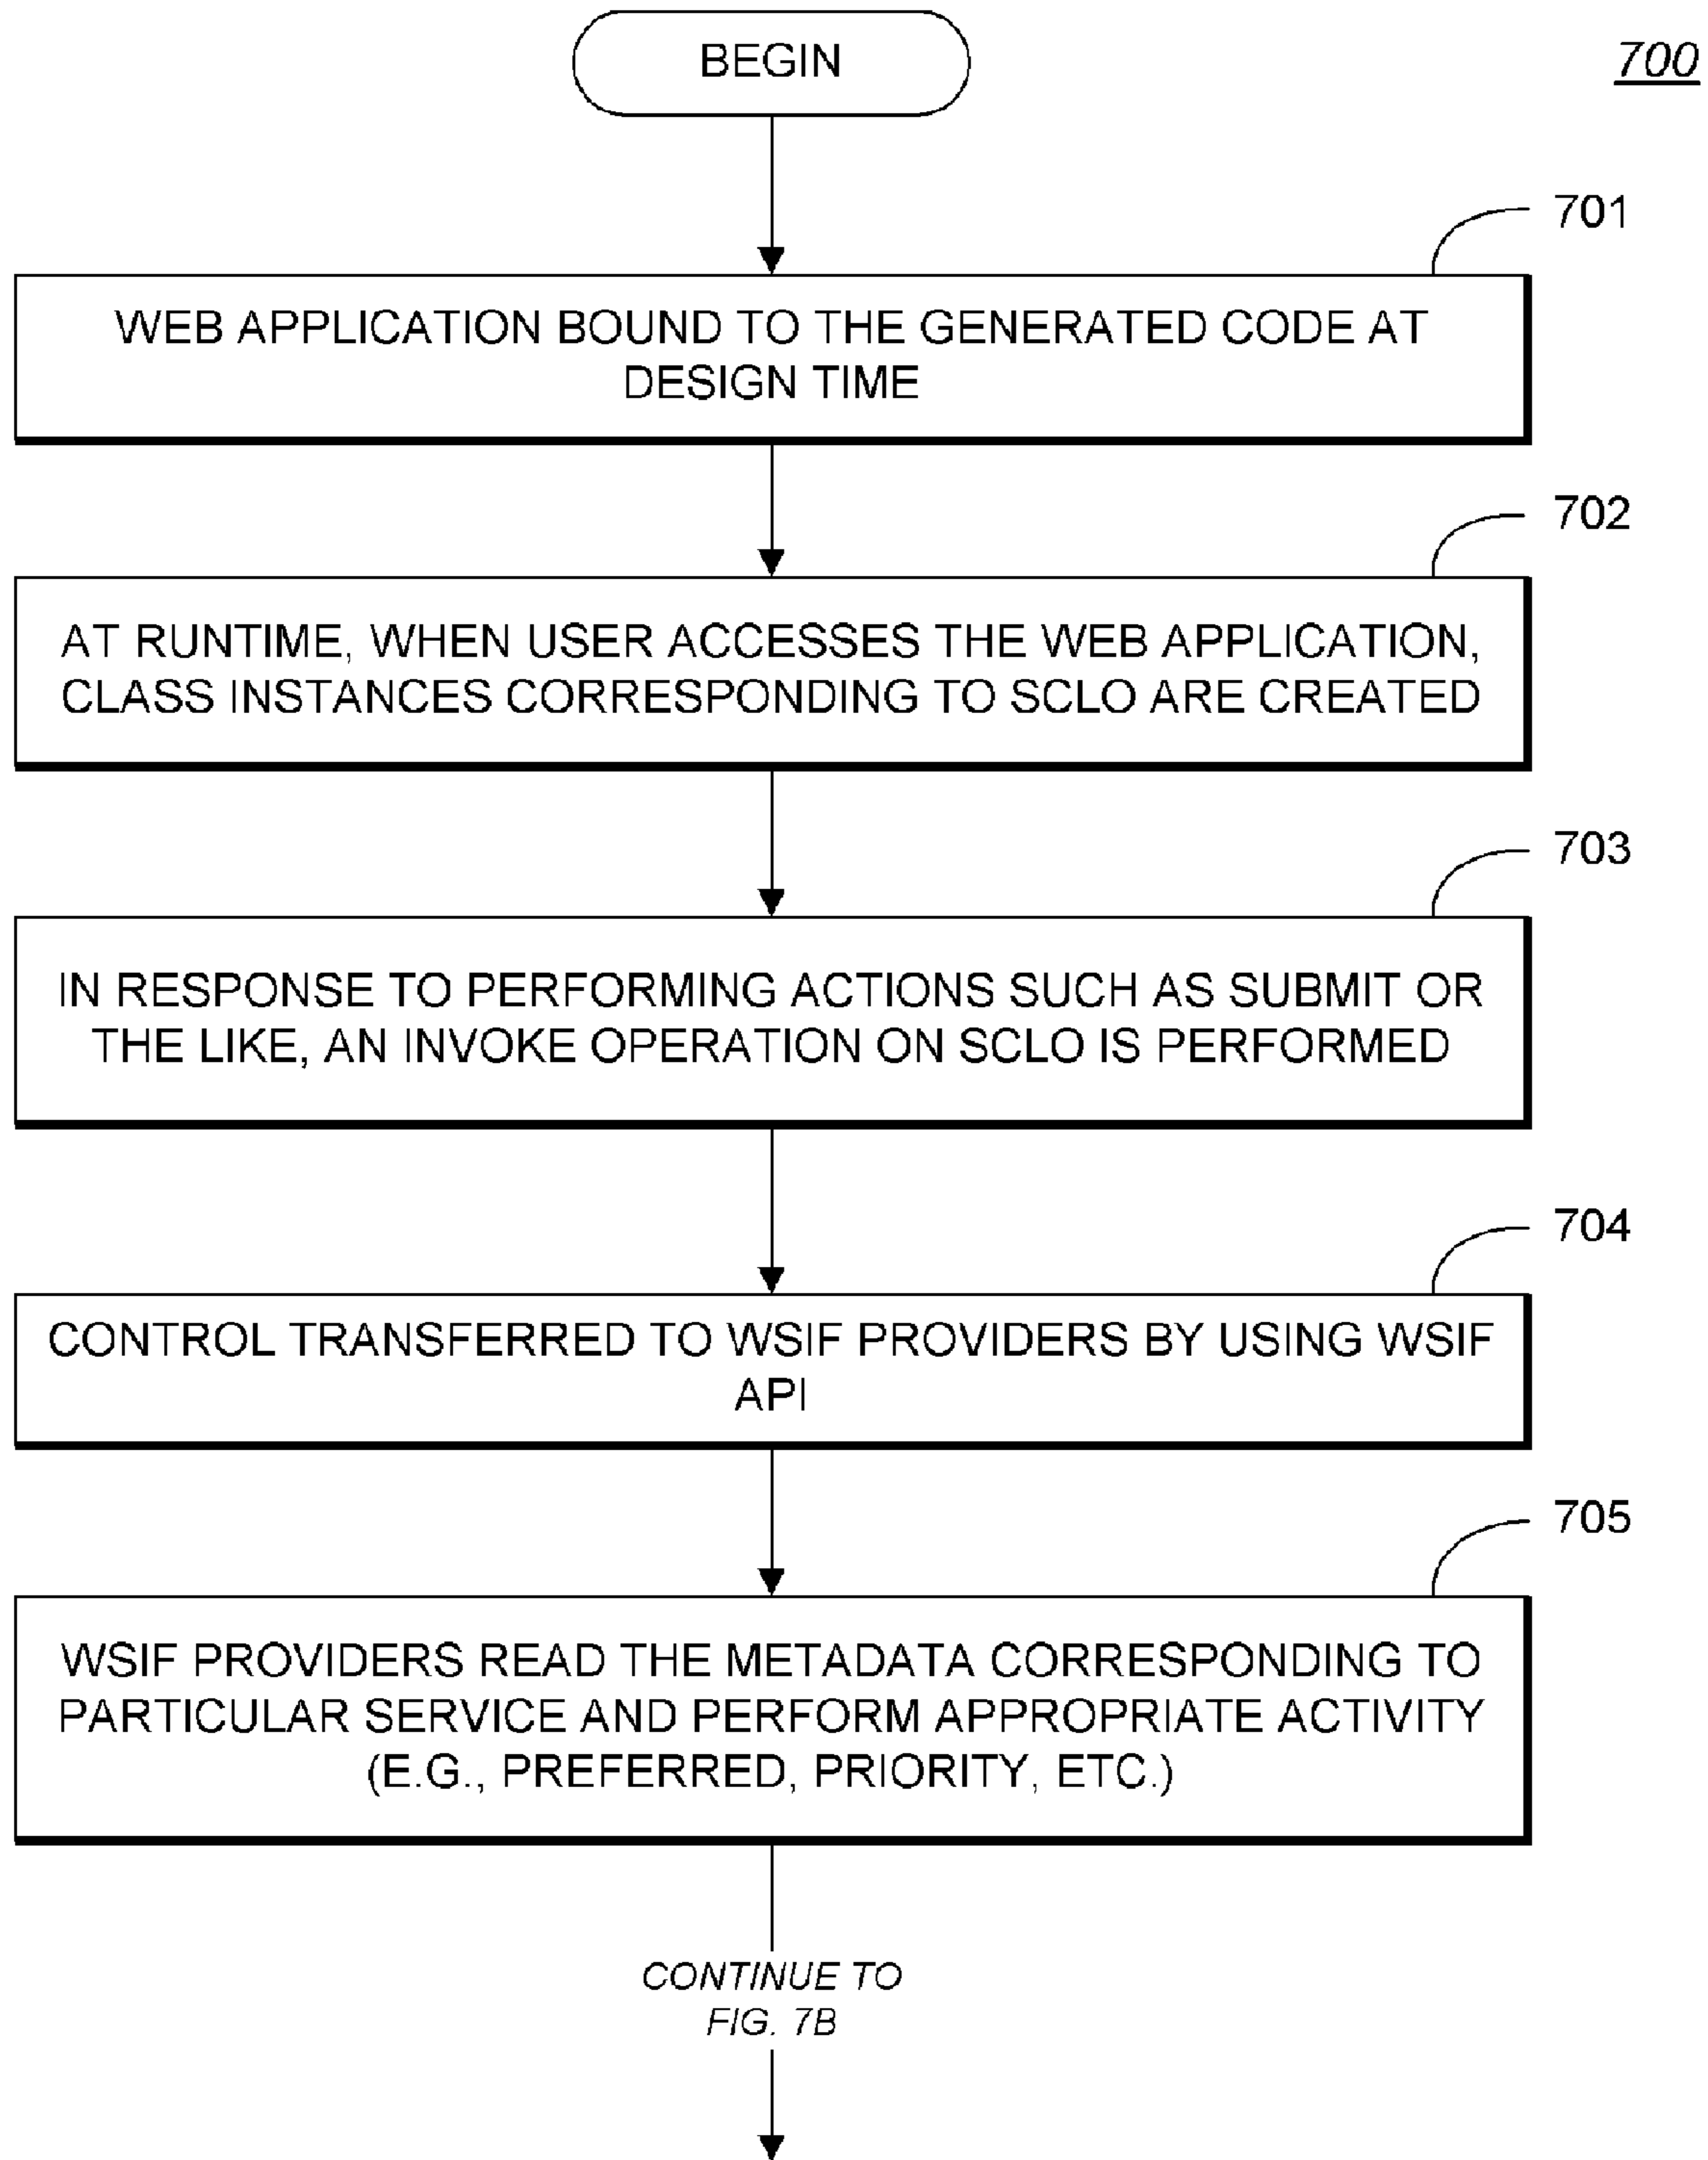 BEGIN
700
701
WEB APPLICATION BOUND TO THE GENERATED CODE AT
DESIGN TIME
702
AT RUNTIME, WHEN USER ACCESSES THE WEB APPLICATION,
CLASS INSTANCES CORRESPONDING TO SCLO ARE CREATED
703
IN RESPONSE TO PERFORMING ACTIONS SUCH AS SUBMIT OR
THE LIKE, AN INVOKE OPERATION ON SCLO IS PERFORMED
704
CONTROL TRANSFERRED TO WSIF PROVIDERS BY USING WSIF
API
705
WSIF PROVIDERS READ THE METADATA CORRESPONDING TO
PARTICULAR SERVICE AND PERFORM APPROPRIATE ACTIVITY
(E.G., PREFERRED, PRIORITY, ETC.)
CONTINUE TO
FIG. 7B